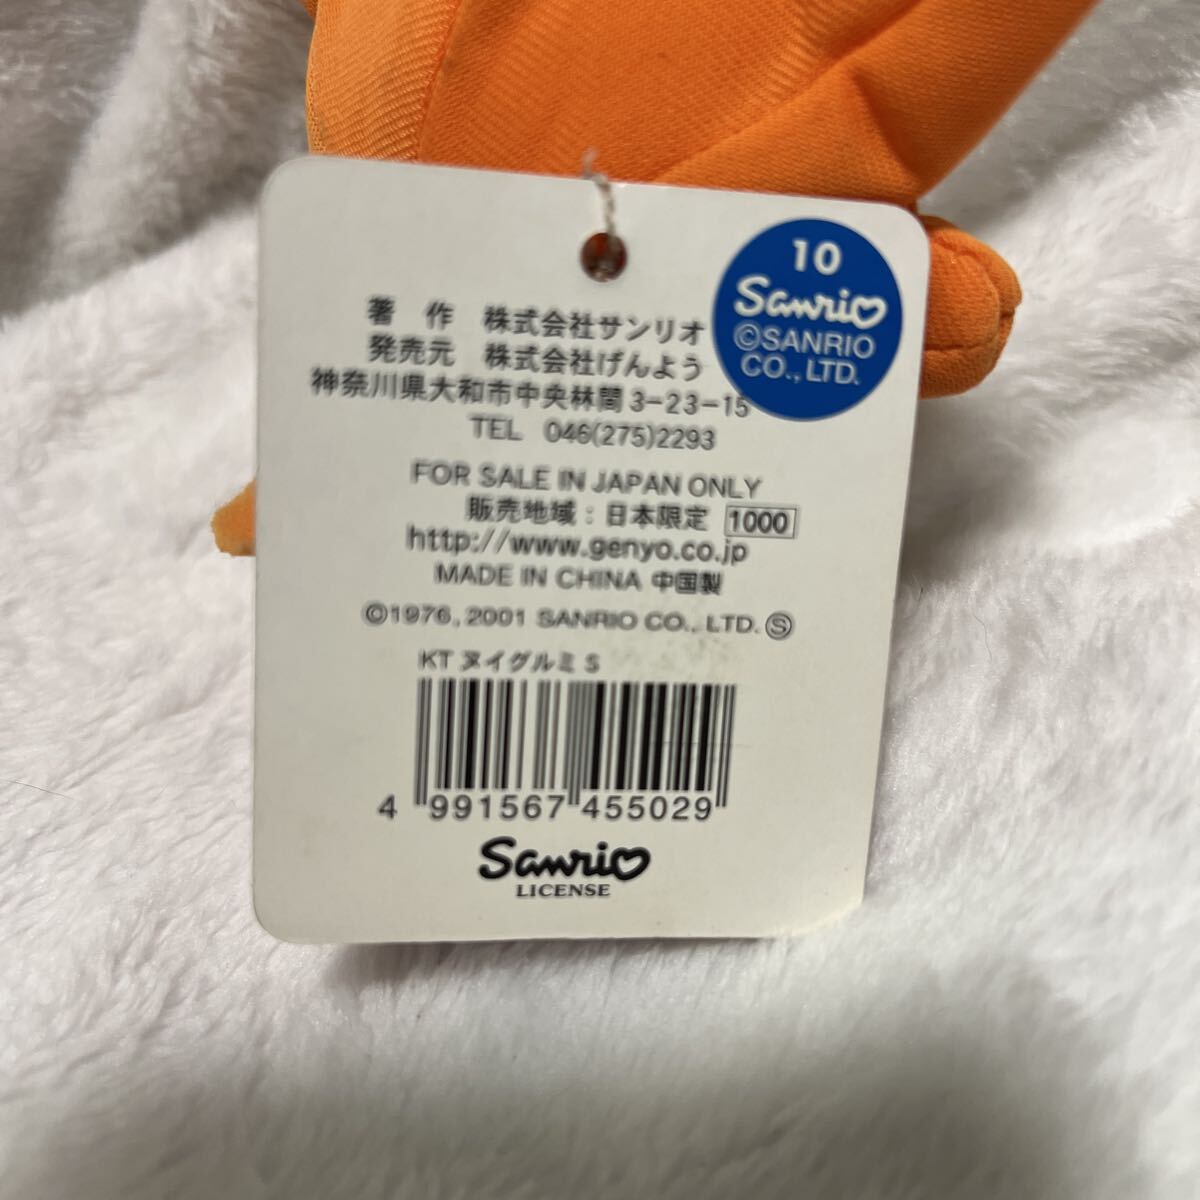 10
Sanrio
©SANRIO
CO., LTD.
著 作 株式会社サンリオ
発売元 株式会社げんよう
神奈川県大和市中央林間3-23-15
TEL 046(275)2293
FOR SALE IN JAPAN ONLY
販売地域：日本限定 1000
http://www.genyo.co.jp
MADE IN CHINA 中国製
©1976, 2001 SANRIO CO., LTD. Ⓢ
KT ヌイグルミ S
4 991567 455029
Sanrio
LICENSE